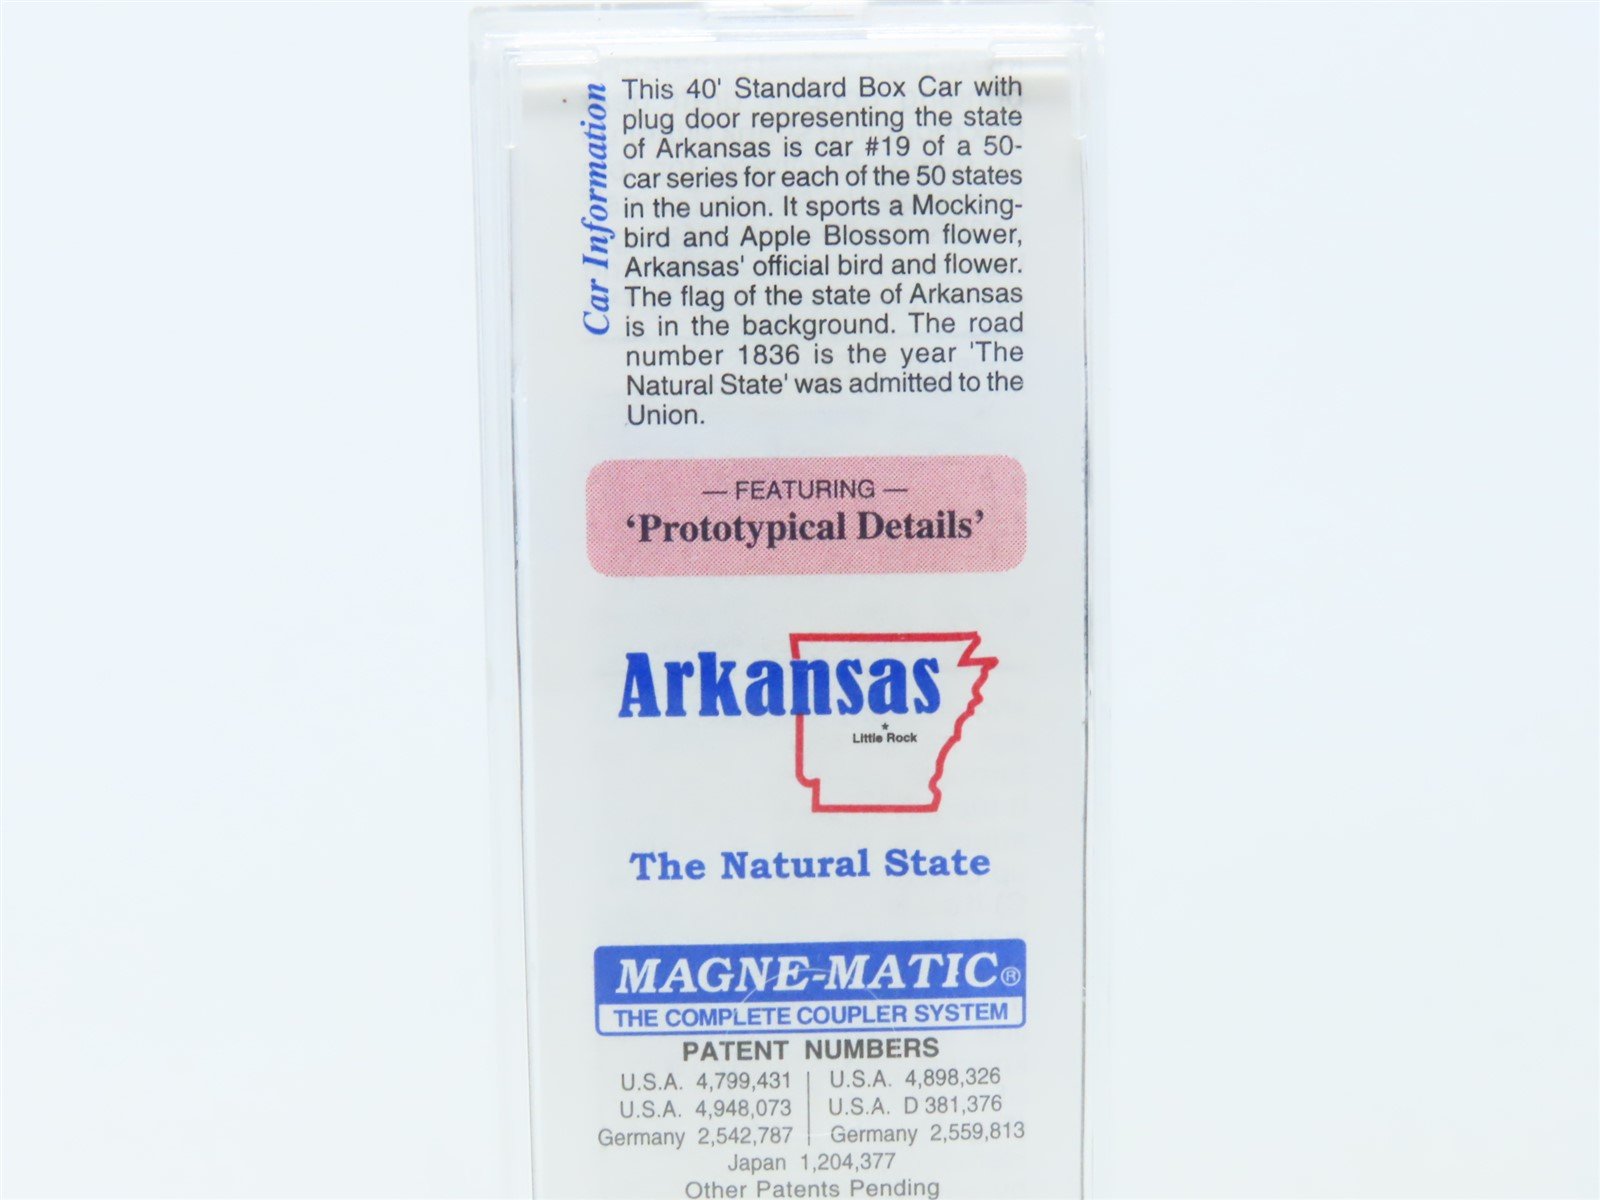 Car Information
This 40' Standard Box Car with
plug door representing the state
of Arkansas is car #19 of a 50-
car series for each of the 50 states
in the union. It sports a Mocking-
bird and Apple Blossom flower,
Arkansas' official bird and flower.
The flag of the state of Arkansas
is in the background. The road
number 1836 is the year 'The
Natural State' was admitted to the
Union.
— FEATURING —
‘Prototypical Details’
Arkansas
★
Little Rock
The Natural State
MAGNE-MATIC®
THE COMPLETE COUPLER SYSTEM
PATENT NUMBERS
U.S.A. 4,799,431 | U.S.A. 4,898,326
U.S.A. 4,948,073 | U.S.A. D 381,376
Germany 2,542,787 | Germany 2,559,813
Japan 1,204,377
Other Patents Pending